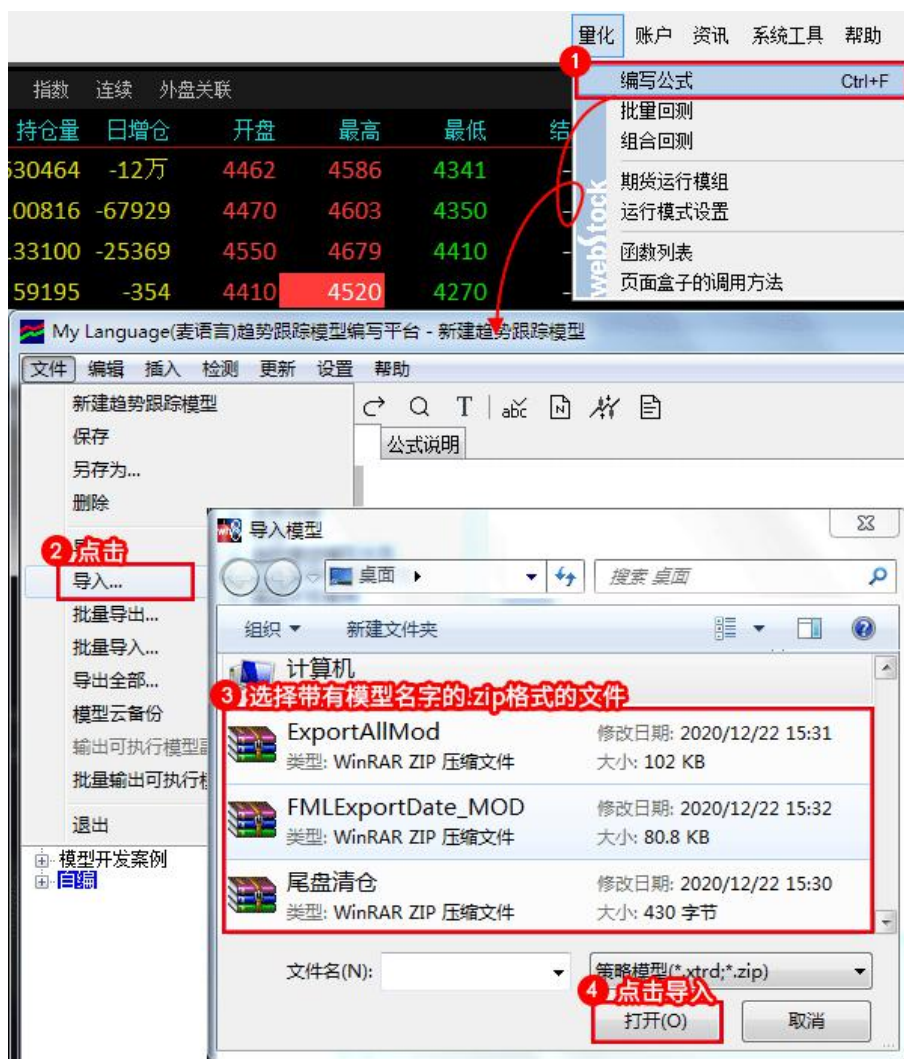 量化 账户 资讯 系统工具 帮助
1
编写公式 Ctrl+F
批量回测
组合回测
期货运行模组
运行模式设置
函数列表
页面盒子的调用方法
webStock
指数 连续 外盘关联
持仓量 日增仓 开盘 最高 最低 结
530464 -12万 4462 4586 4341 -
100816 -67929 4470 4603 4350 -
133100 -25369 4550 4679 4410 -
59195 -354 4410 4520 4270 -
My Language(麦语言)趋势跟踪模型编写平台 - 新建趋势跟踪模型
文件 编辑 插入 检测 更新 设置 帮助
新建趋势跟踪模型
保存
另存为...
删除
2 点击
导入...
批量导出...
批量导入...
导出全部...
模型云备份
输出可执行模型
批量输出可执行
退出
模型开发案例
自编
T abc N
公式说明
导入模型
桌面
搜索 桌面
组织 新建文件夹
计算机
3 选择带有模型名字的.zip格式的文件
ExportAllMod 修改日期: 2020/12/22 15:31
类型: WinRAR ZIP 压缩文件 大小: 102 KB
FMLExportDate_MOD 修改日期: 2020/12/22 15:32
类型: WinRAR ZIP 压缩文件 大小: 80.8 KB
尾盘清仓 修改日期: 2020/12/22 15:30
类型: WinRAR ZIP 压缩文件 大小: 430 字节
文件名(N): 策略模型(*.xtrd;*.zip)
4 点击导入
打开(O) 取消